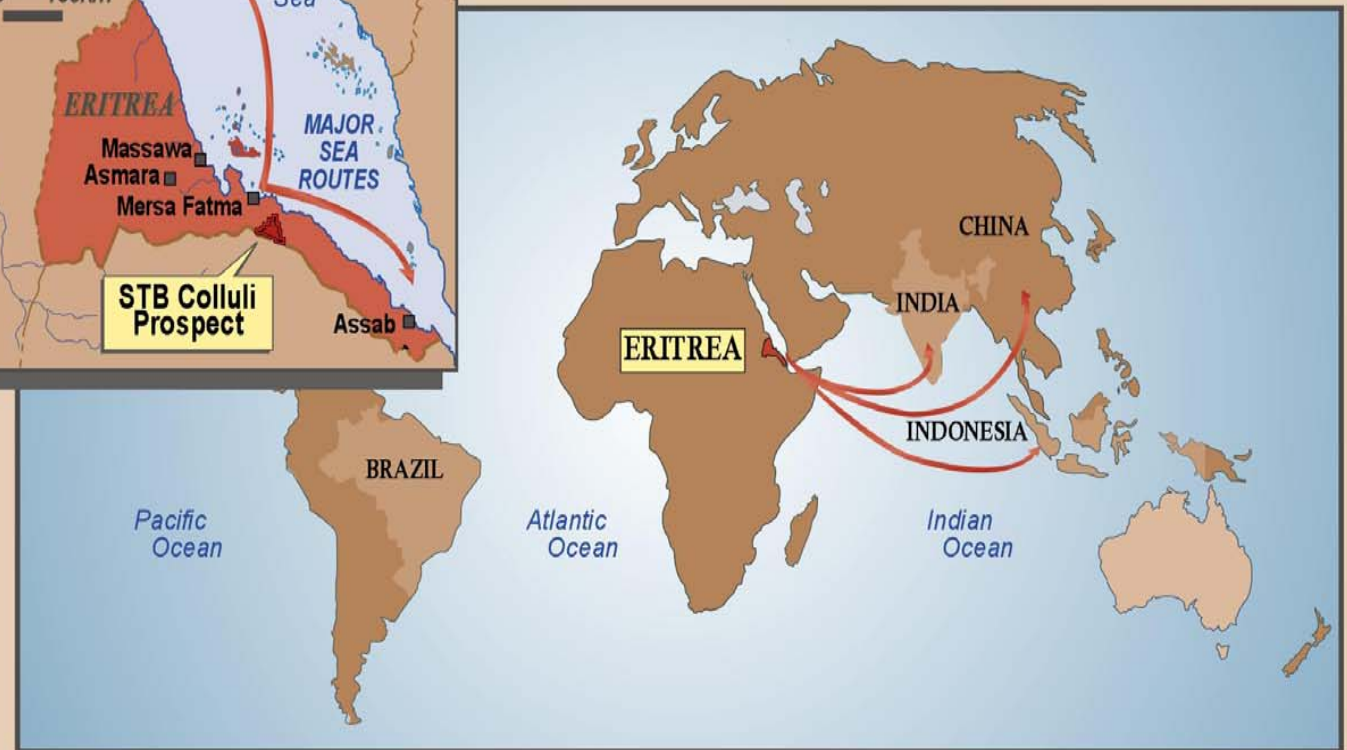 Sea
ERITREA
MAJOR
SEA
ROUTES
Massawa
Asmara
Mersa Fatma
STB Colluli
Prospect
Assab
CHINA
INDIA
ERITREA
INDONESIA
BRAZIL
Pacific
Ocean
Atlantic
Ocean
Indian
Ocean